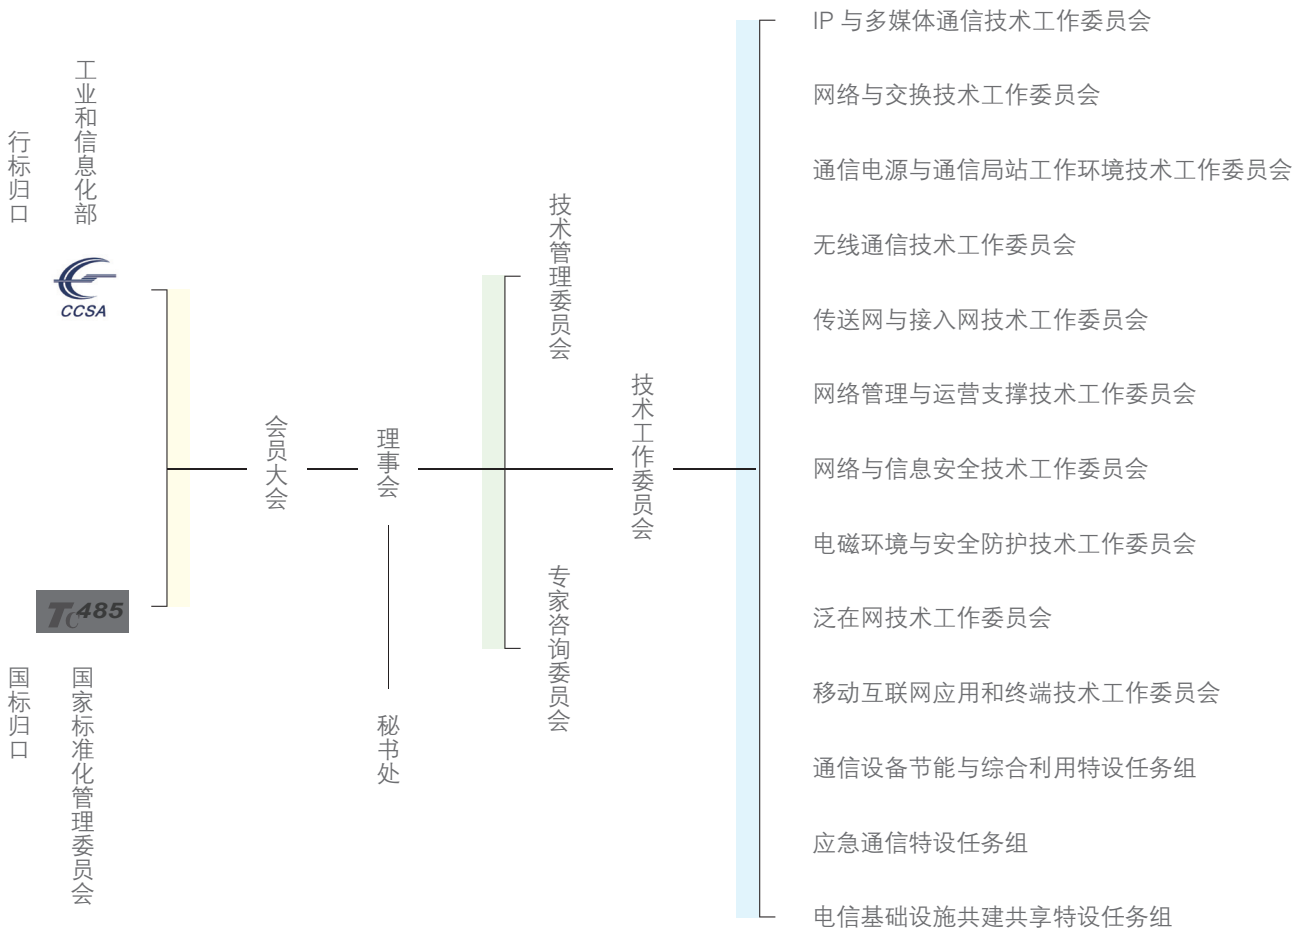 行标归口
工业和信息化部
CCSA
TC485
国标归口
国家标准化管理委员会
会员大会
理事会
秘书处
技术管理委员会
专家咨询委员会
技术工作委员会
IP 与多媒体通信技术工作委员会
网络与交换技术工作委员会
通信电源与通信局站工作环境技术工作委员会
无线通信技术工作委员会
传送网与接入网技术工作委员会
网络管理与运营支撑技术工作委员会
网络与信息安全技术工作委员会
电磁环境与安全防护技术工作委员会
泛在网技术工作委员会
移动互联网应用和终端技术工作委员会
通信设备节能与综合利用特设任务组
应急通信特设任务组
电信基础设施共建共享特设任务组